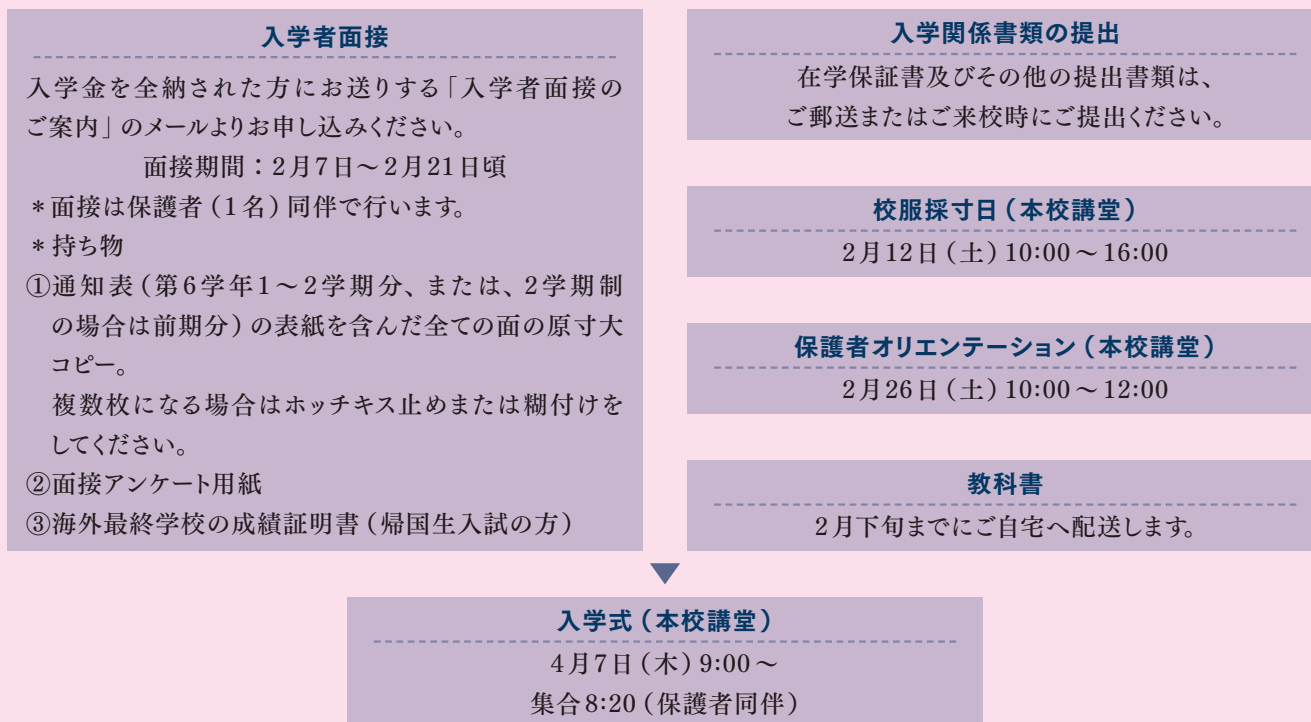 入学者面接
入学金を全納された方にお送りする「入学者面接の
ご案内」のメールよりお申し込みください。
面接期間：2月7日～2月21日頃
＊面接は保護者（1名）同伴で行います。
＊持ち物
①通知表（第6学年1～2学期分、または、2学期制
の場合は前期分）の表紙を含んだ全ての面の原寸大
コピー。
複数枚になる場合はホッチキス止めまたは糊付けを
してください。
②面接アンケート用紙
③海外最終学校の成績証明書（帰国生入試の方）
入学関係書類の提出
在学保証書及びその他の提出書類は、
ご郵送またはご来校時にご提出ください。
校服採寸日（本校講堂）
2月12日（土）10:00～16:00
保護者オリエンテーション（本校講堂）
2月26日（土）10:00～12:00
教科書
2月下旬までにご自宅へ配送します。
入学式（本校講堂）
4月7日（木）9:00～
集合8:20（保護者同伴）